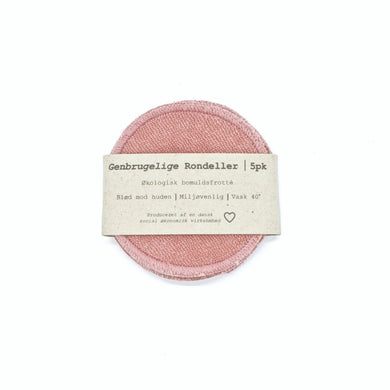 Genbrugelige Rondeller | 5pk
Økologisk bomuldsfrotté
Blød mod huden | Miljøvenlig | Vask 40°
Produceret af en dansk
social økonomisk virksomhed